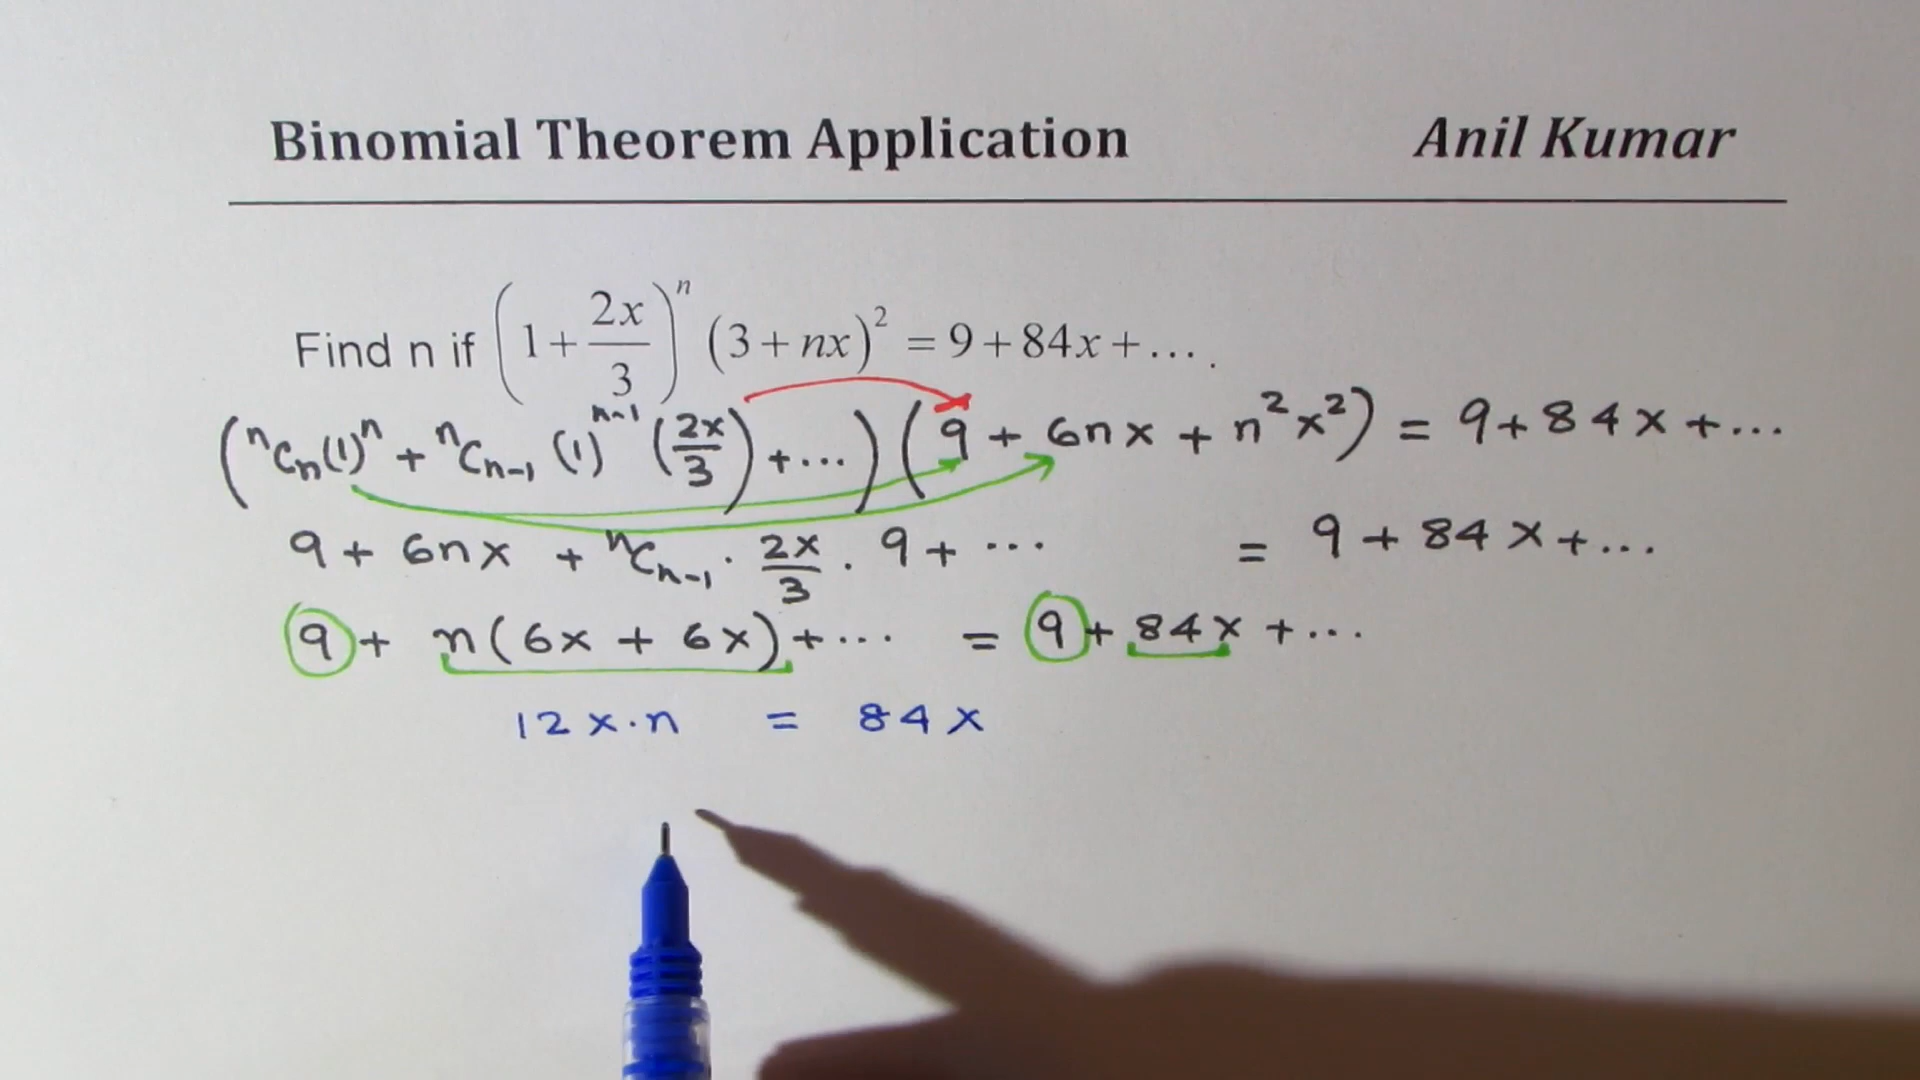 Binomial Theorem Application Anil Kumar
Find n if (1 + 2x/3)^n (3 + nx)^2 = 9 + 84x + ... .
(ⁿCₙ(1)ⁿ + ⁿCₙ₋₁ (1)ⁿ⁻¹ (2x/3) + ...) (9 + 6nx + n²x²) = 9 + 84x + ...
9 + 6nx + ⁿCₙ₋₁ · 2x/3 · 9 + ... = 9 + 84x + ...
9 + n(6x + 6x) + ... = 9 + 84x + ...
12x·n = 84x